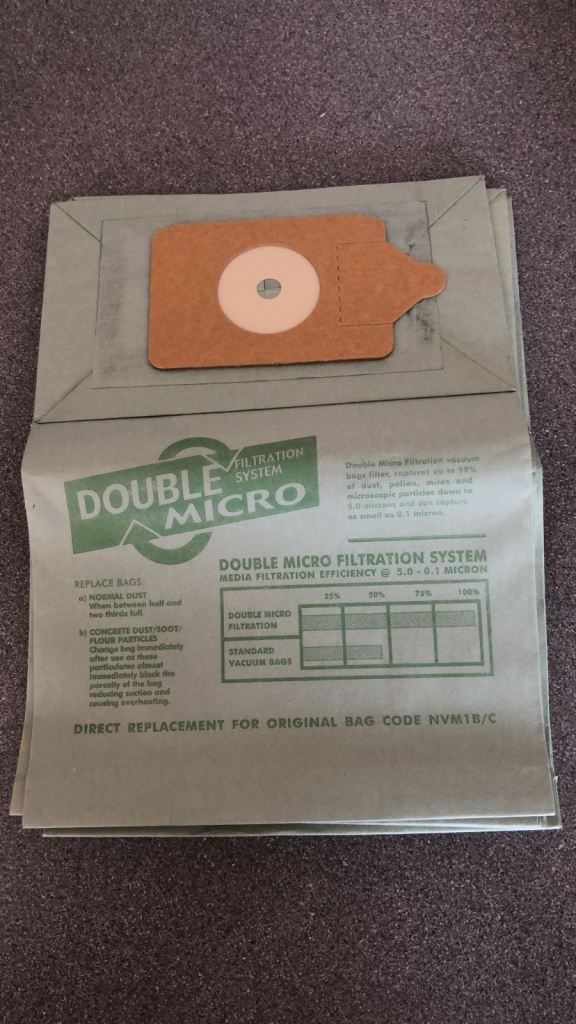 DOUBLE
MICRO
FILTRATION
SYSTEM
Double Micro Filtration vacuum
bags filter, captures up to 99%
of dust, pollen, mites and
microscopic particles down to
5.0 microns and can capture
as small as 0.1 micron.
REPLACE BAGS
a) NORMAL DUST
When between half and
two thirds full
b) CONCRETE DUST/SOOT/
FLOUR PARTICLES
Change bag immediately
after use as these
particulates almost
immediately block the
porosity of the bag
reducing suction and
causing overheating.
DOUBLE MICRO FILTRATION SYSTEM
MEDIA FILTRATION EFFICIENCY @ 5.0 - 0.1 MICRON
25% 50% 75% 100%
DOUBLE MICRO
FILTRATION
STANDARD
VACUUM BAGS
DIRECT REPLACEMENT FOR ORIGINAL BAG CODE NVM1B/C